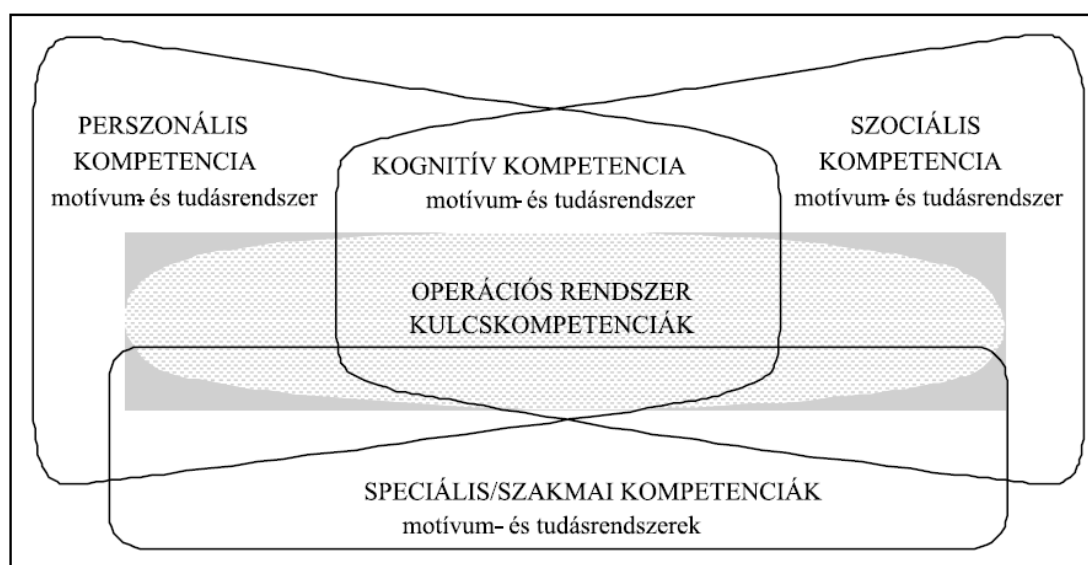 PERSZONÁLIS
KOMPETENCIA
motívum- és tudásrendszer
KOGNITÍV KOMPETENCIA
motívum- és tudásrendszer
SZOCIÁLIS
KOMPETENCIA
motívum- és tudásrendszer
OPERÁCIÓS RENDSZER
KULCSKOMPETENCIÁK
SPECIÁLIS/SZAKMAI KOMPETENCIÁK
motívum- és tudásrendszerek